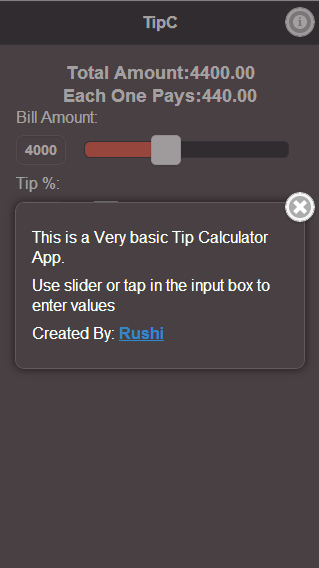 TipC
Total Amount:4400.00
Each One Pays:440.00
Bill Amount:
4000
Tip %:
This is a Very basic Tip Calculator
App.
Use slider or tap in the input box to
enter values
Created By: Rushi